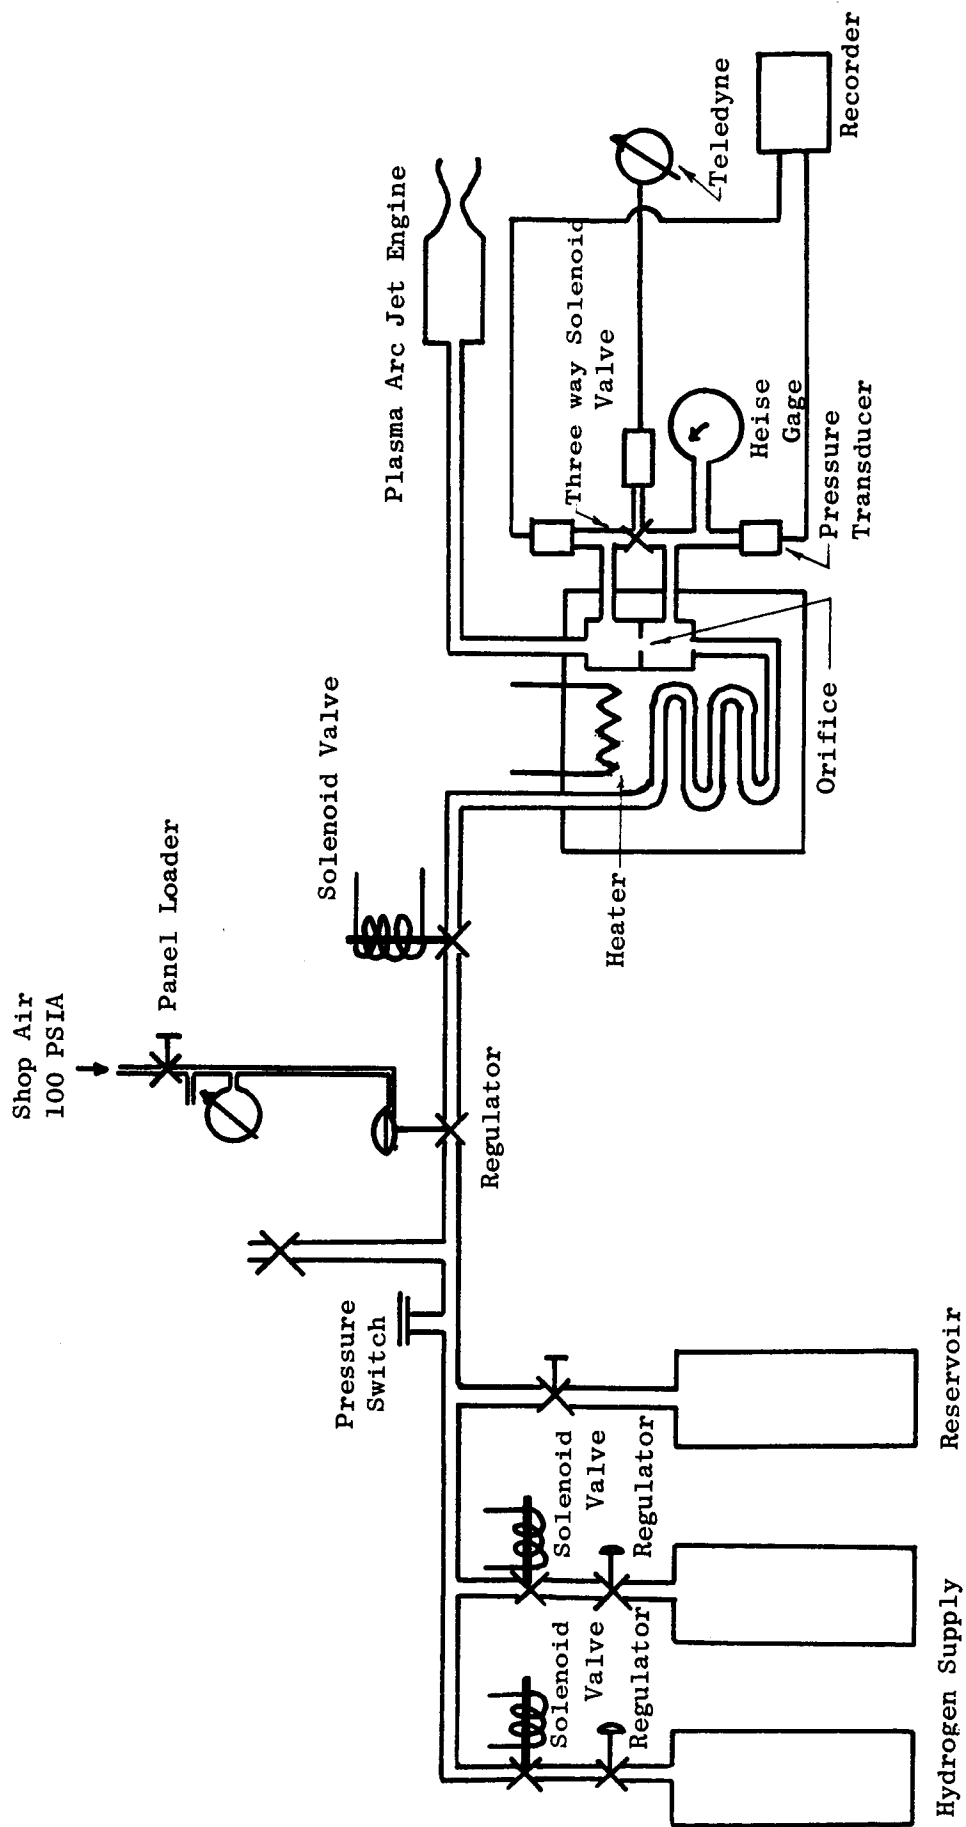 Shop Air
100 PSIA
Panel Loader
Solenoid Valve
Plasma Arc Jet Engine
Pressure
Switch
Regulator
Three way Solenoid
Valve
Teledyne
Recorder
Heise
Gage
Pressure
Transducer
Orifice
Heater
Solenoid
Valve
Regulator
Solenoid
Valve
Regulator
Hydrogen Supply
Reservoir